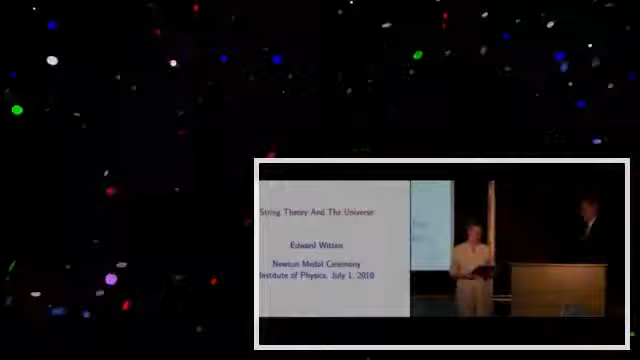 String Theory And The Universe
Edward Witten
Newton Medal Ceremony
Institute of Physics, July 1, 2010